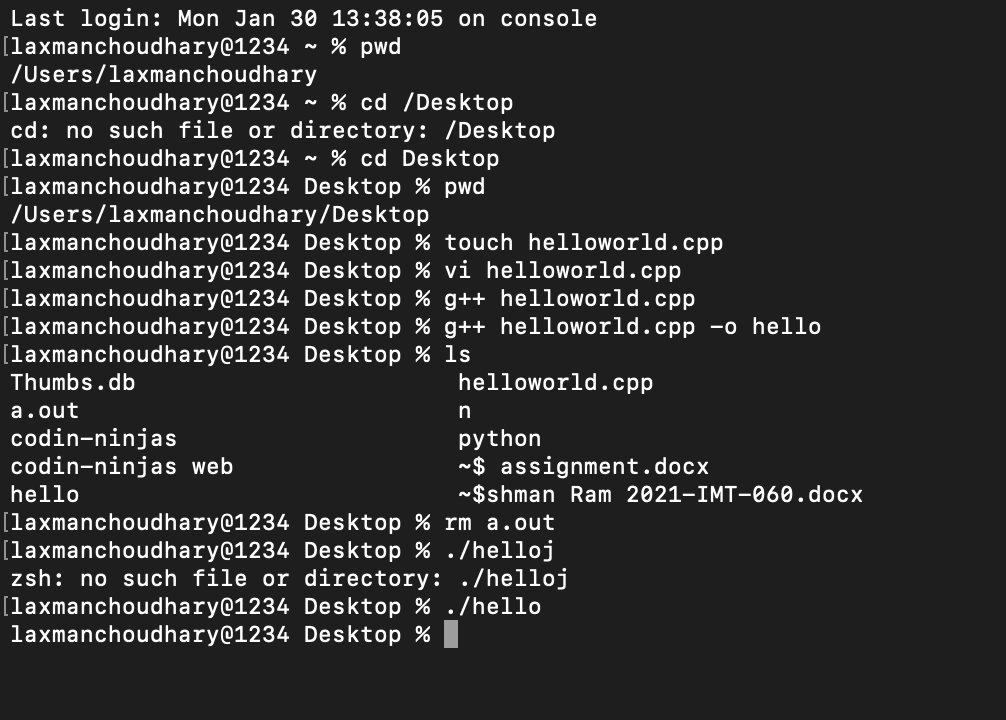 Last login: Mon Jan 30 13:38:05 on console
[laxmanchoudhary@1234 ~ % pwd
/Users/laxmanchoudhary
[laxmanchoudhary@1234 ~ % cd /Desktop
cd: no such file or directory: /Desktop
[laxmanchoudhary@1234 ~ % cd Desktop
[laxmanchoudhary@1234 Desktop % pwd
/Users/laxmanchoudhary/Desktop
[laxmanchoudhary@1234 Desktop % touch helloworld.cpp
[laxmanchoudhary@1234 Desktop % vi helloworld.cpp
[laxmanchoudhary@1234 Desktop % g++ helloworld.cpp
[laxmanchoudhary@1234 Desktop % g++ helloworld.cpp -o hello
[laxmanchoudhary@1234 Desktop % ls
Thumbs.db helloworld.cpp
a.out n
codin-ninjas python
codin-ninjas web ~$ assignment.docx
hello ~$shman Ram 2021-IMT-060.docx
[laxmanchoudhary@1234 Desktop % rm a.out
[laxmanchoudhary@1234 Desktop % ./helloj
zsh: no such file or directory: ./helloj
[laxmanchoudhary@1234 Desktop % ./hello
laxmanchoudhary@1234 Desktop %